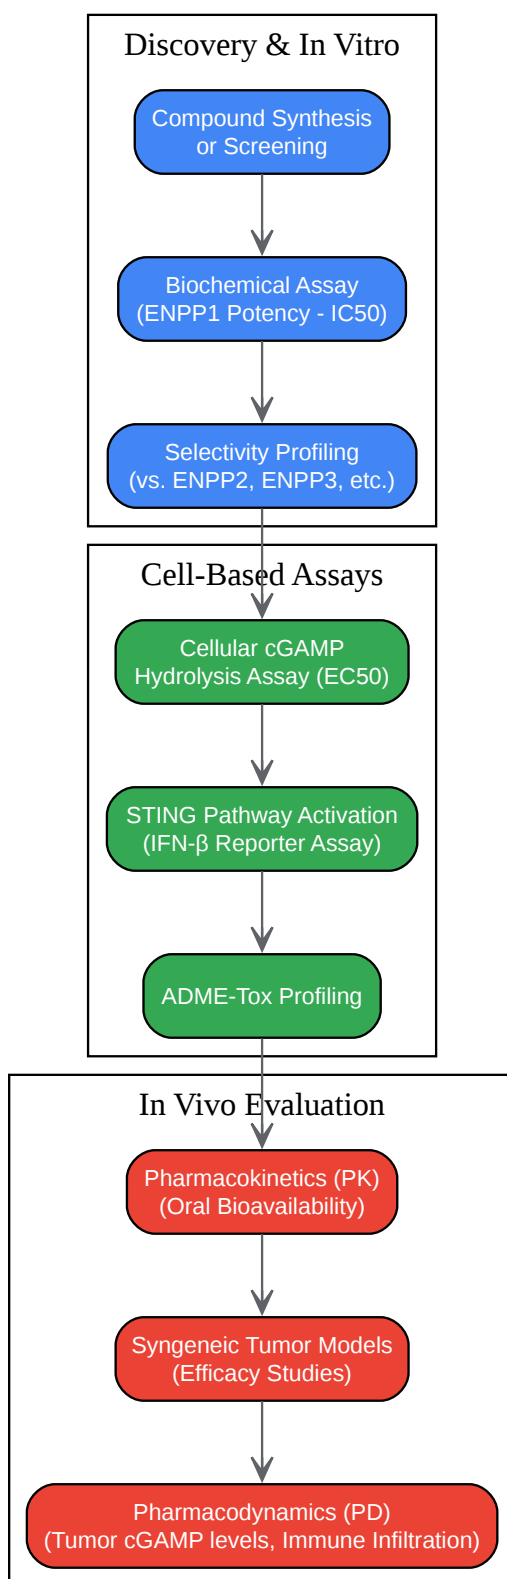 Discovery & In Vitro
Compound Synthesis
or Screening
Biochemical Assay
(ENPP1 Potency - IC50)
Selectivity Profiling
(vs. ENPP2, ENPP3, etc.)
Cell-Based Assays
Cellular cGAMP
Hydrolysis Assay (EC50)
STING Pathway Activation
(IFN-β Reporter Assay)
ADME-Tox Profiling
In Vivo Evaluation
Pharmacokinetics (PK)
(Oral Bioavailability)
Syngeneic Tumor Models
(Efficacy Studies)
Pharmacodynamics (PD)
(Tumor cGAMP levels, Immune Infiltration)